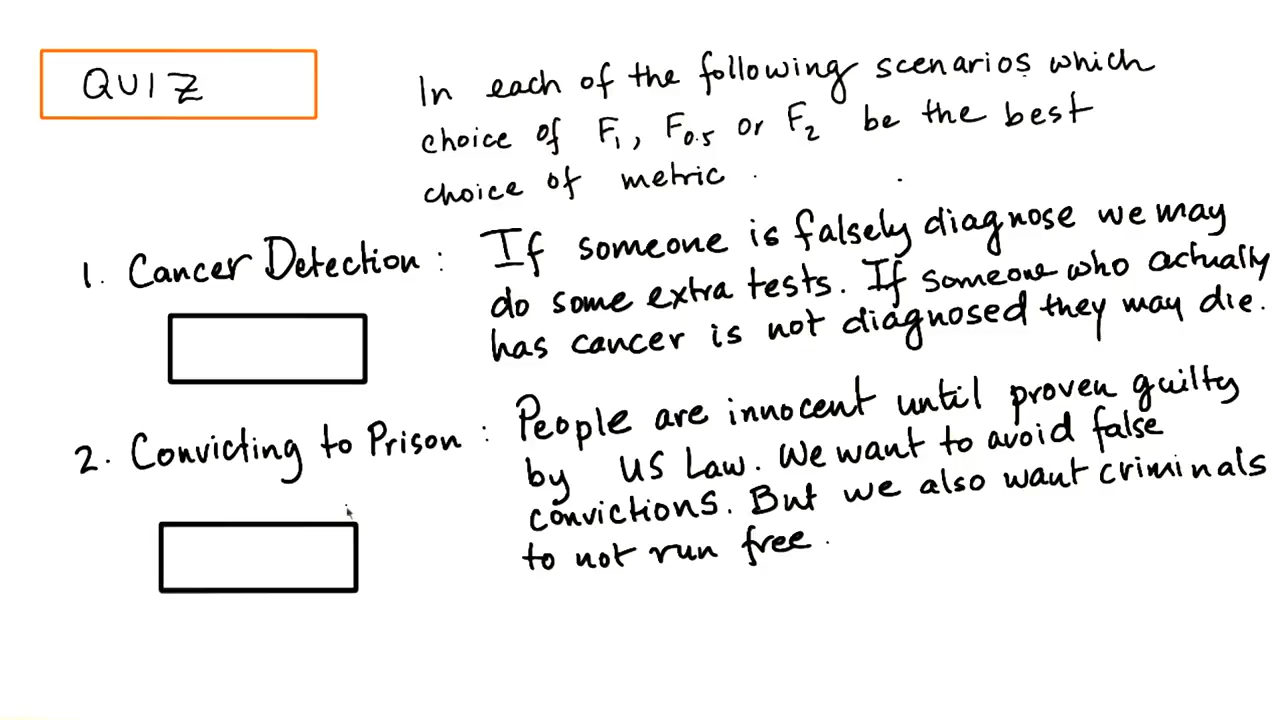 QUIZ
In each of the following scenarios which
choice of F₁, F₀.₅ or F₂ be the best
choice of metric.
1. Cancer Detection : If someone is falsely diagnose we may
do some extra tests. If someone who actually
has cancer is not diagnosed they may die.
2. Convicting to Prison : People are innocent until proven guilty
by US Law. We want to avoid false
convictions. But we also want criminals
to not run free.